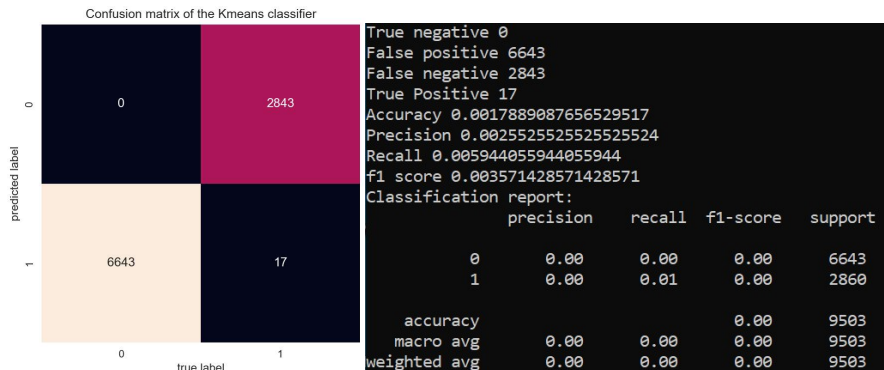 Confusion matrix of the Kmeans classifier
predicted label
0
0
2843
1
6643
17
0
1
true label
True negative 0
False positive 6643
False negative 2843
True Positive 17
Accuracy 0.0017889087656529517
Precision 0.0025525525525525524
Recall 0.005944055944055944
f1 score 0.003571428571428571
Classification report:
precision recall f1-score support
0 0.00 0.00 0.00 6643
1 0.00 0.01 0.00 2860
accuracy 0.00 9503
macro avg 0.00 0.00 0.00 9503
weighted avg 0.00 0.00 0.00 9503